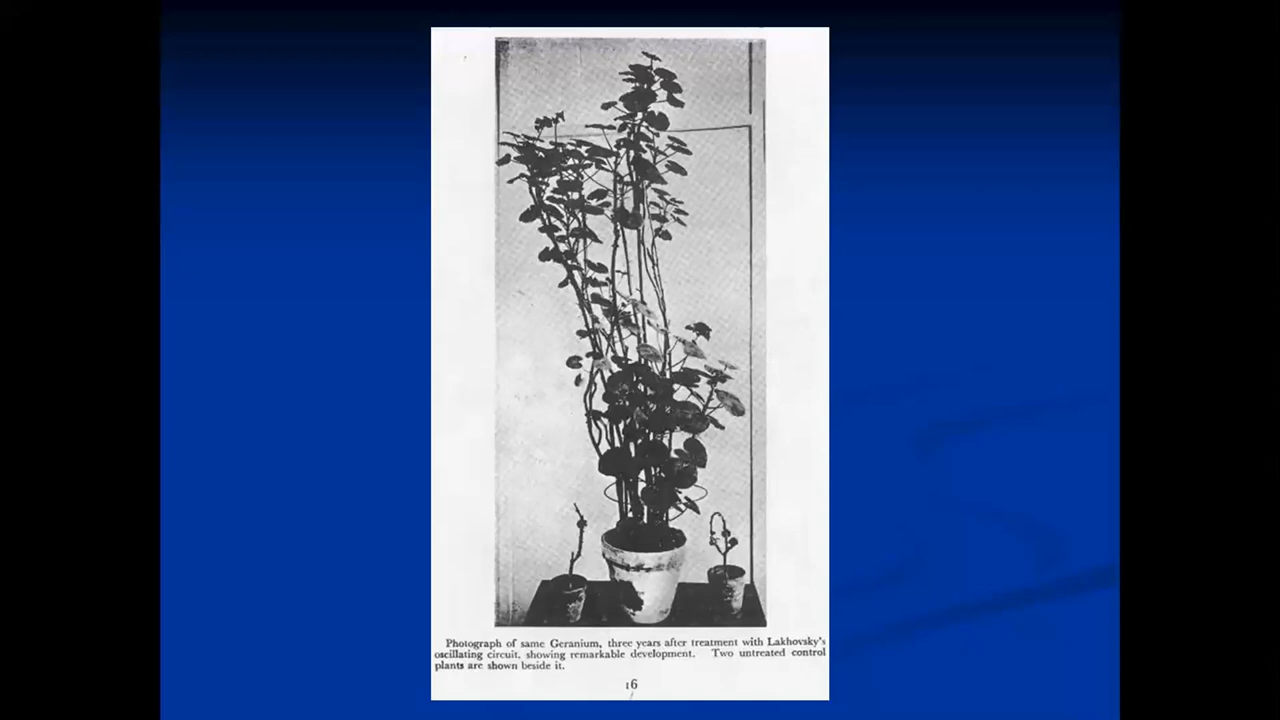 Photograph of same Geranium, three years after treatment with Lakhovsky's
oscillating circuit, showing remarkable development. Two untreated control
plants are shown beside it.
16